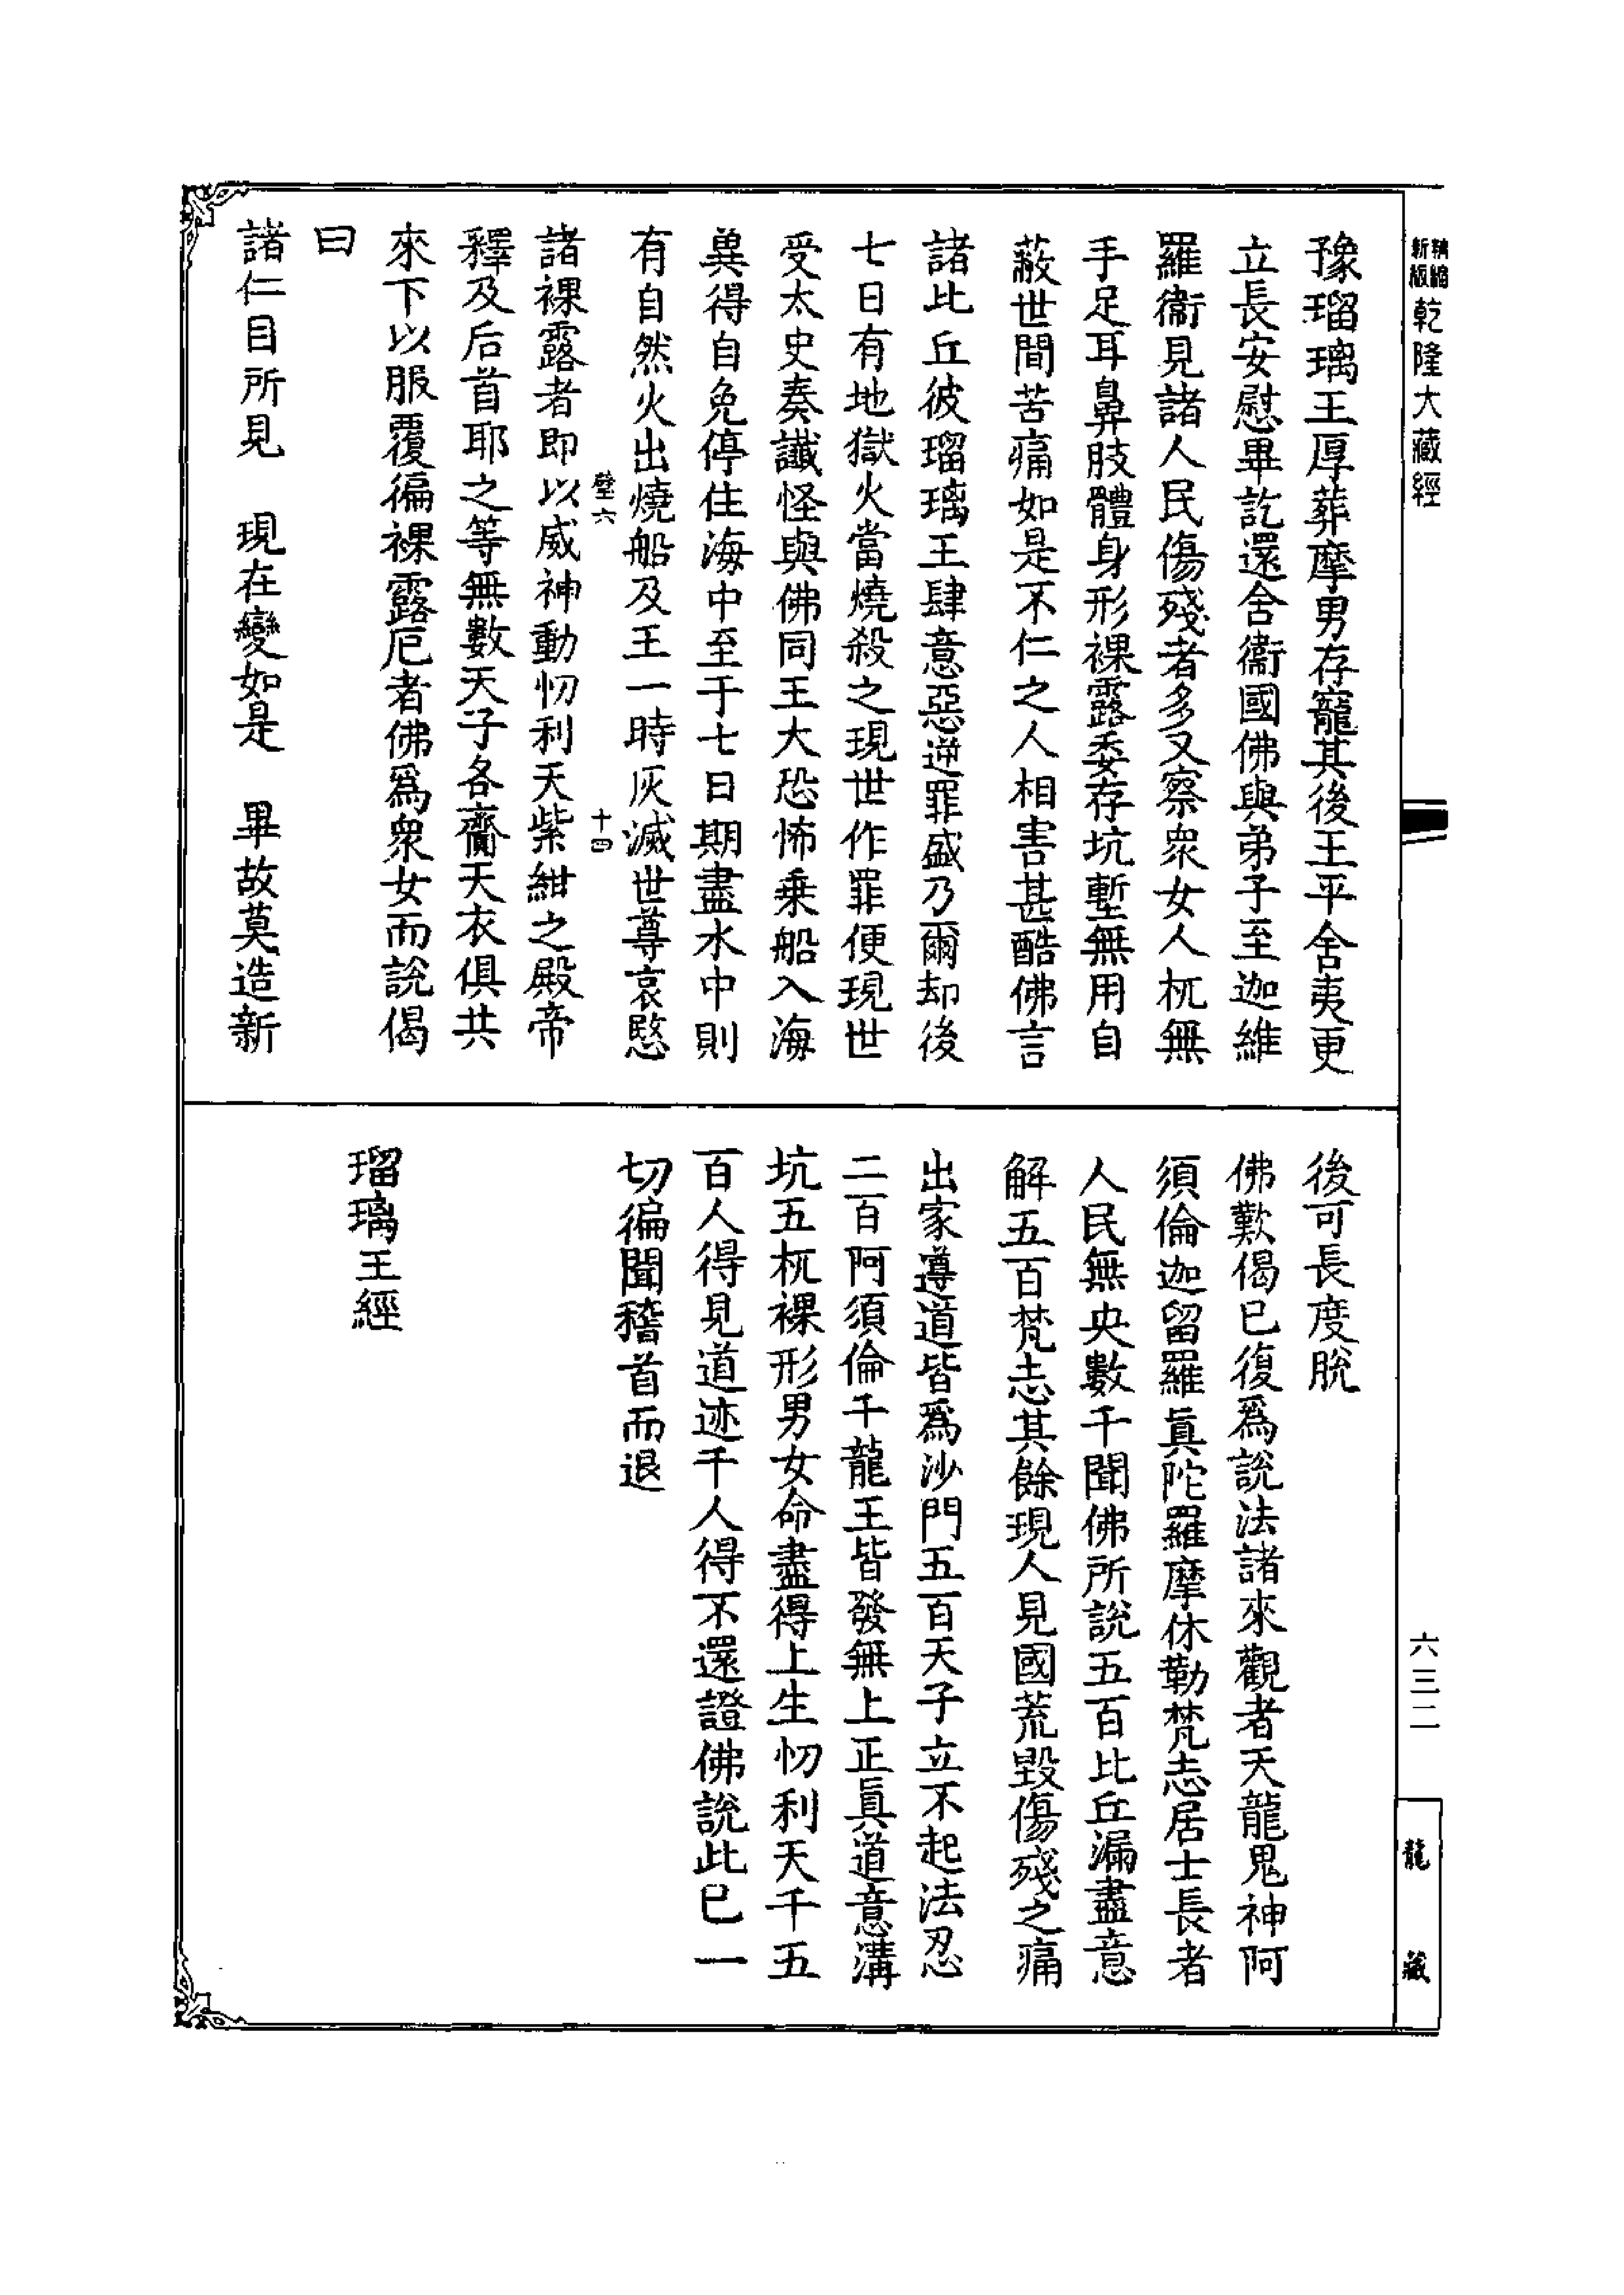 精縮
新版
乾隆大藏經
六三二
龍藏
豫瑠璃王厚葬摩男存寵其後王平舍夷更
立長安慰畢訖還舍衞國佛與弟子至迦維
羅衞見諸人民傷殘者多又察衆女人杌無
手足耳鼻肢體身形裸露委存坑塹無用自
蔽世間苦痛如是不仁之人相害甚酷佛言
諸比丘彼瑠璃王肆意惡逆罪盛乃爾却後
七日有地獄火當燒殺之現世作罪便現世
受太史奏讖怪與佛同王大恐怖乗船入海
兾得自免停住海中至于七日期盡水中則
有自然火出燒船及王一時灰滅世尊哀愍
壁六
十四
諸裸露者即以威神動忉利天紫紺之殿帝
釋及后首耶之等無數天子各齎天衣俱共
來下以服覆徧裸露厄者佛爲衆女而說偈
曰
諸仁目所見　現在變如是　畢故莫造新
後可長度脫
佛歎偈已復爲說法諸來觀者天龍鬼神阿
須倫迦留羅眞陀羅摩休勒梵志居士長者
人民無央數千聞佛所說五百比丘漏盡意
解五百梵志其餘現人見國荒毀傷殘之痛
出家遵道皆爲沙門五百天子立不起法忍
二百阿須倫千龍王皆發無上正眞道意溝
坑五杌裸形男女命盡得上生忉利天千五
百人得見道迹千人得不還證佛說此已一
切徧聞稽首而退
瑠璃王經